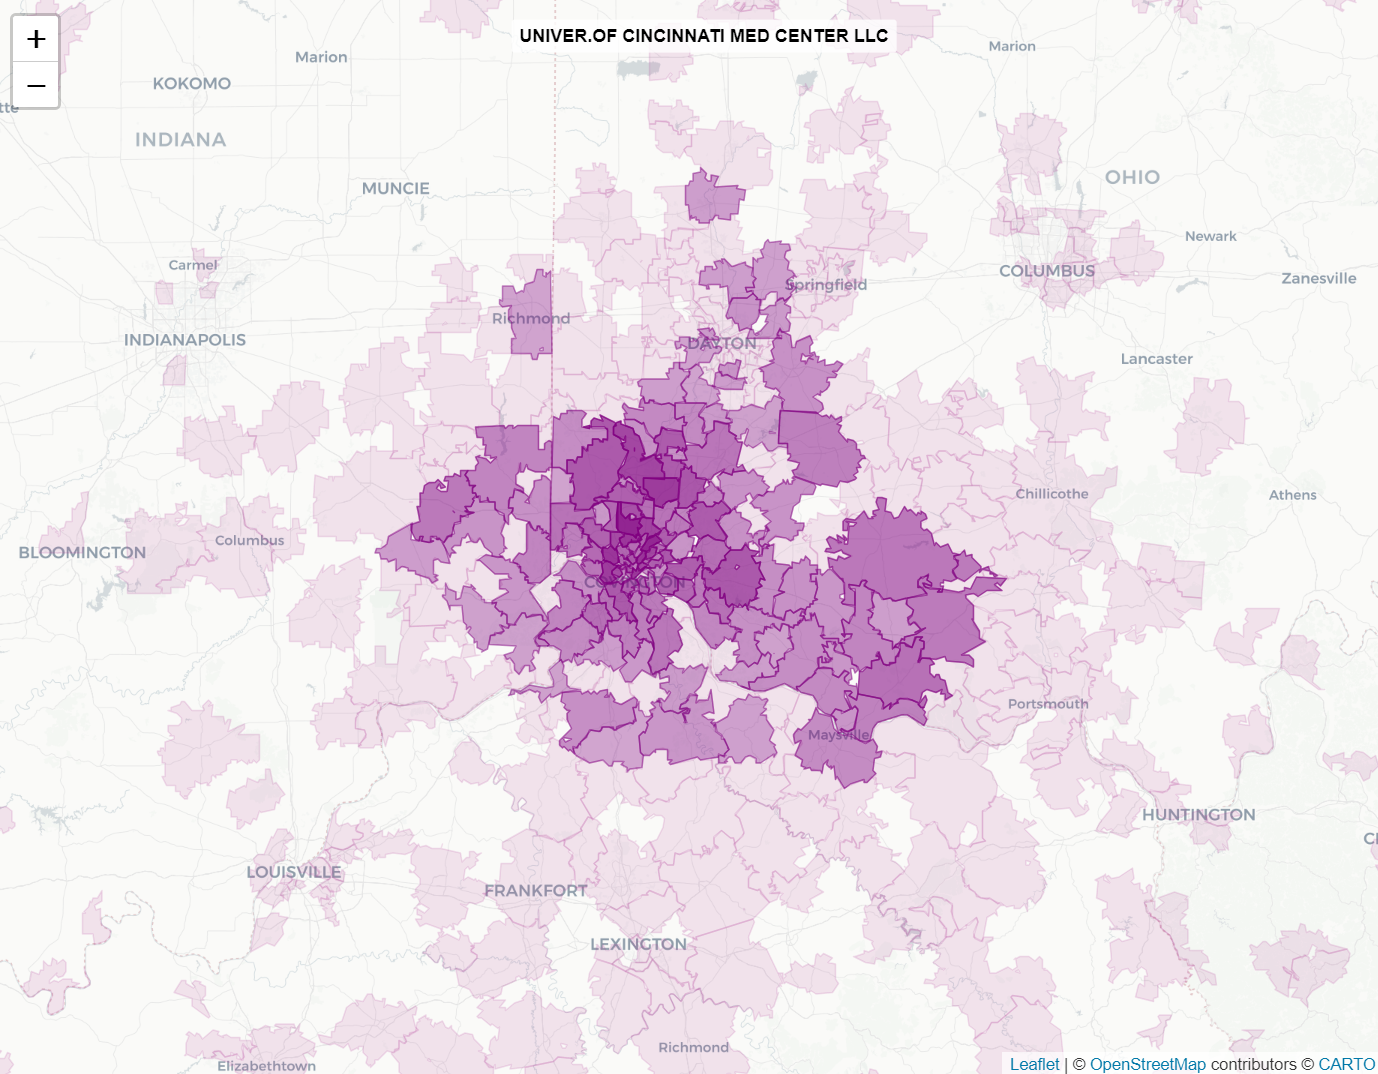 +
−
UNIVER.OF CINCINNATI MED CENTER LLC
Marion
Marion
KOKOMO
INDIANA
MUNCIE
OHIO
Newark
Carmel
COLUMBUS
Zanesville
Springfield
Richmond
INDIANAPOLIS
DAYTON
Lancaster
Chillicothe
Athens
Columbus
BLOOMINGTON
COVINGTON
Portsmouth
Maysville
HUNTINGTON
LOUISVILLE
FRANKFORT
LEXINGTON
Richmond
Elizabethtown
Leaflet | © OpenStreetMap contributors © CARTO